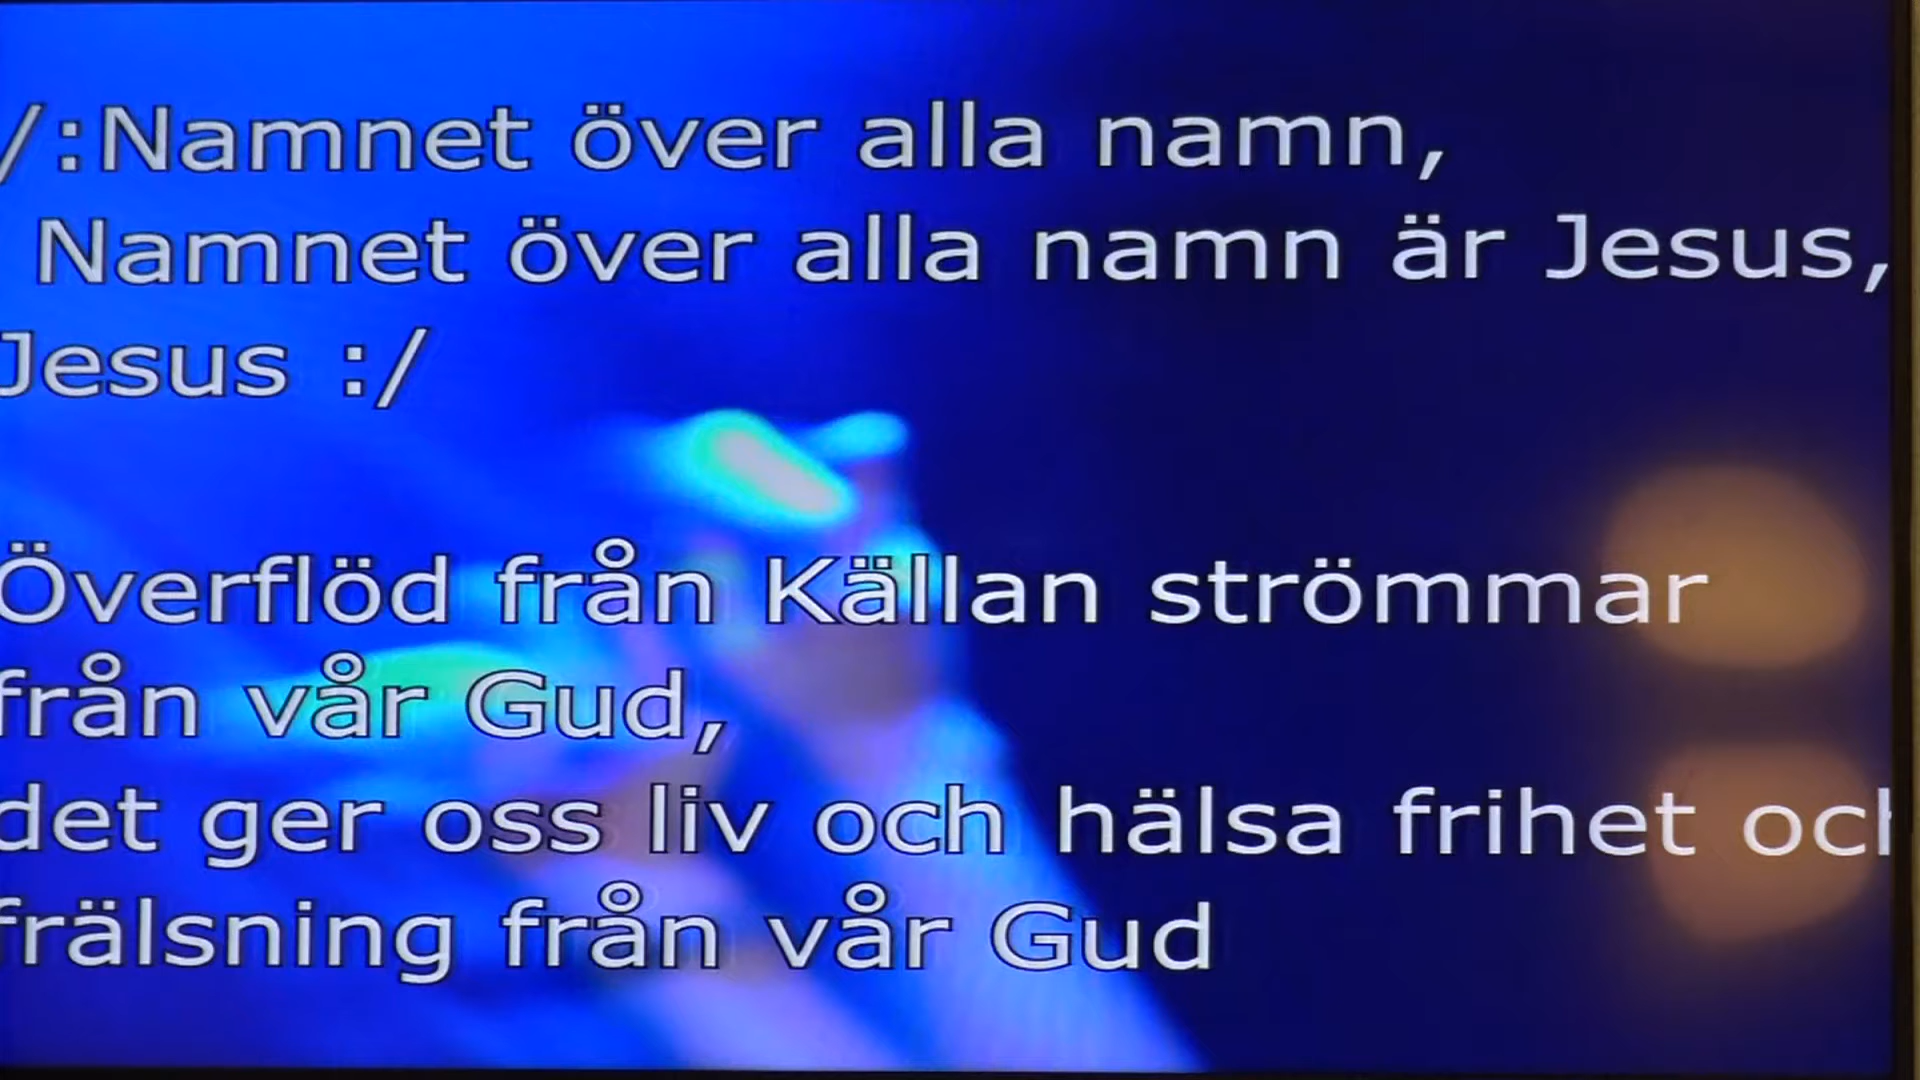 /:Namnet över alla namn,
Namnet över alla namn är Jesus,
Jesus :/
Överflöd från Källan strömmar
från vår Gud,
det ger oss liv och hälsa frihet och
frälsning från vår Gud